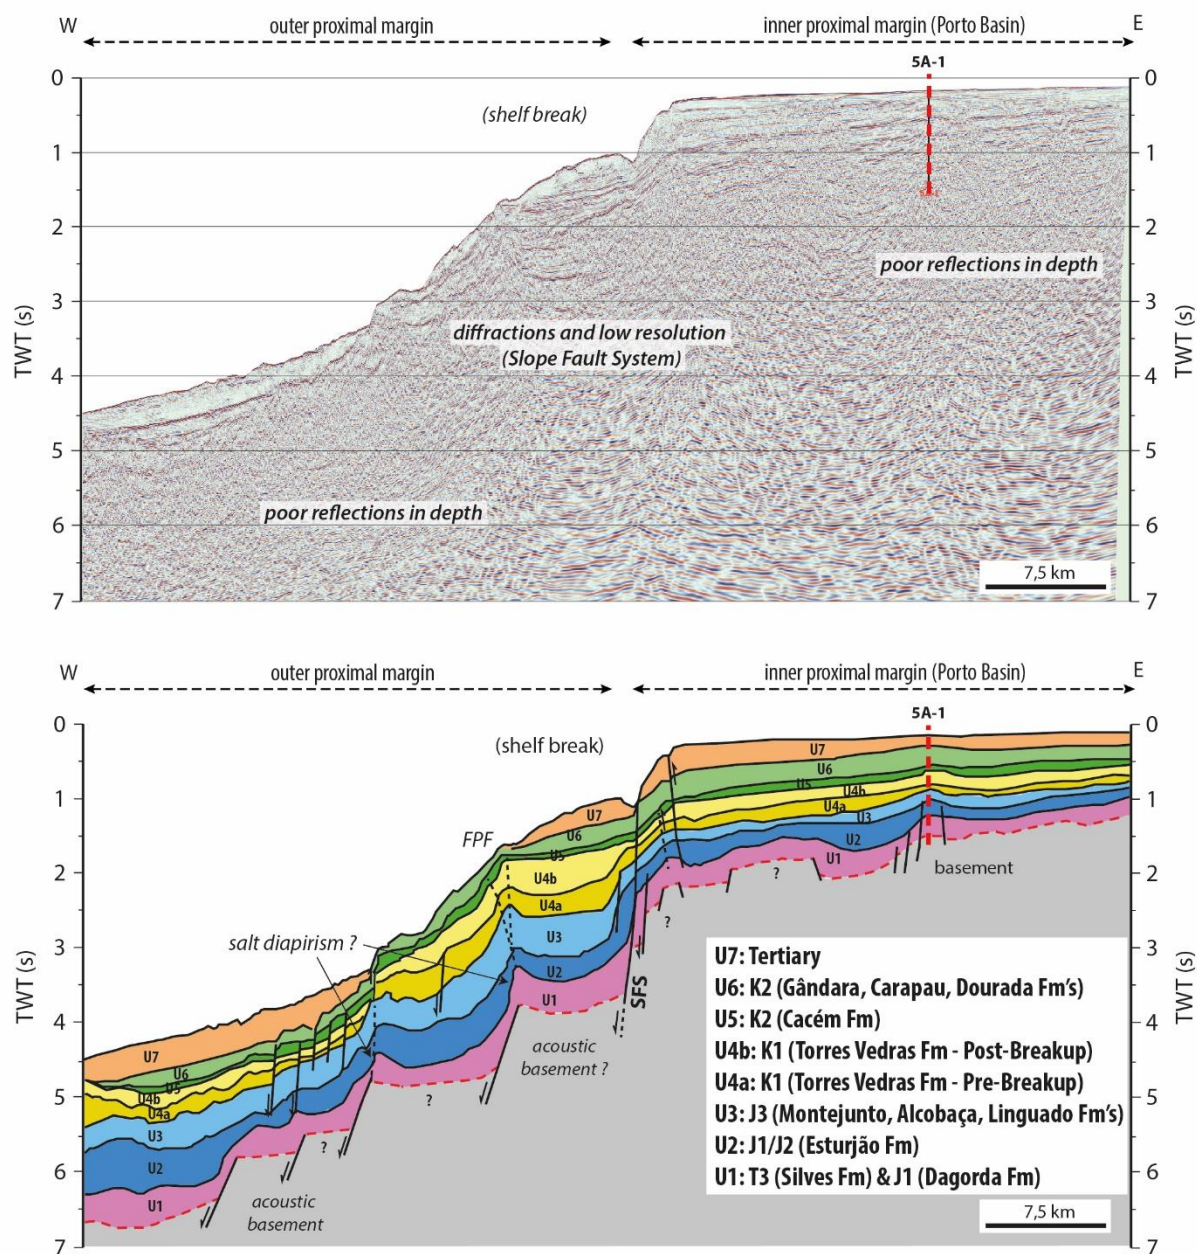 W
outer proximal margin
inner proximal margin (Porto Basin)
E
5A-1
0
0
(shelf break)
1
1
2
2
poor reflections in depth
3
3
TWT (s)
TWT (s)
diffractions and low resolution
(Slope Fault System)
4
4
5
5
poor reflections in depth
6
6
7,5 km
7
7
W
outer proximal margin
inner proximal margin (Porto Basin)
E
5A-1
0
0
(shelf break)
U7
U6
U5
1
U7
U4b
1
U4a
FPF
U6
U3
U5
U2
U1
2
U4b
basement
2
?
U4a
?
salt diapirism ?
U3
3
U2
3
U1
SFS
TWT (s)
TWT (s)
4
acoustic
basement ?
4
U7
U6
U5
U4b
?
5
U4a
5
U3
?
U2
6
6
U1
acoustic
basement
7
7
U7: Tertiary
U6: K2 (Gândara, Carapau, Dourada Fm's)
U5: K2 (Cacém Fm)
U4b: K1 (Torres Vedras Fm - Post-Breakup)
U4a: K1 (Torres Vedras Fm - Pre-Breakup)
U3: J3 (Montejunto, Alcobaça, Linguado Fm's)
U2: J1/J2 (Esturjão Fm)
U1: T3 (Silves Fm) & J1 (Dagorda Fm)
7,5 km